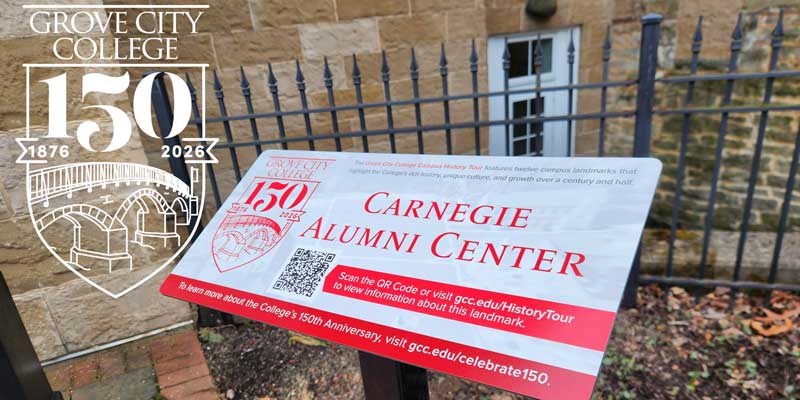 GROVE CITY
COLLEGE
150
1876 2026
GROVE CITY
COLLEGE
150
1876 2026
The Grove City College Campus History Tour features twelve campus landmarks that
highlight the College's rich history, unique culture, and growth over a century and half.
CARNEGIE
ALUMNI CENTER
Scan the QR Code or visit gcc.edu/HistoryTour
to view information about this landmark.
To learn more about the College's 150th Anniversary, visit gcc.edu/celebrate150.